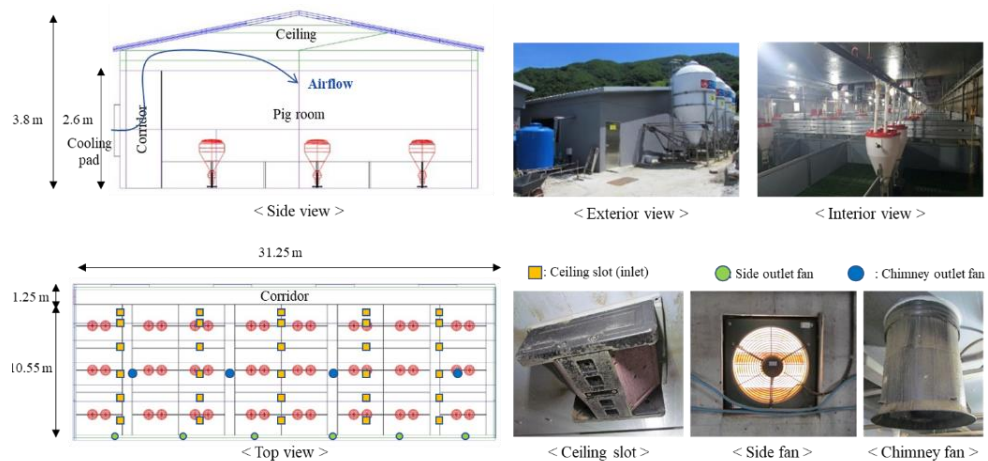 Ceiling
Airflow
3.8 m
2.6 m
Pig room
Cooling
pad
Corridor
< Side view >
< Exterior view >
< Interior view >
31.25 m
: Ceiling slot (inlet)
: Side outlet fan
: Chimney outlet fan
1.25 m
Corridor
10.55 m
< Top view >
< Ceiling slot >
< Side fan >
< Chimney fan >